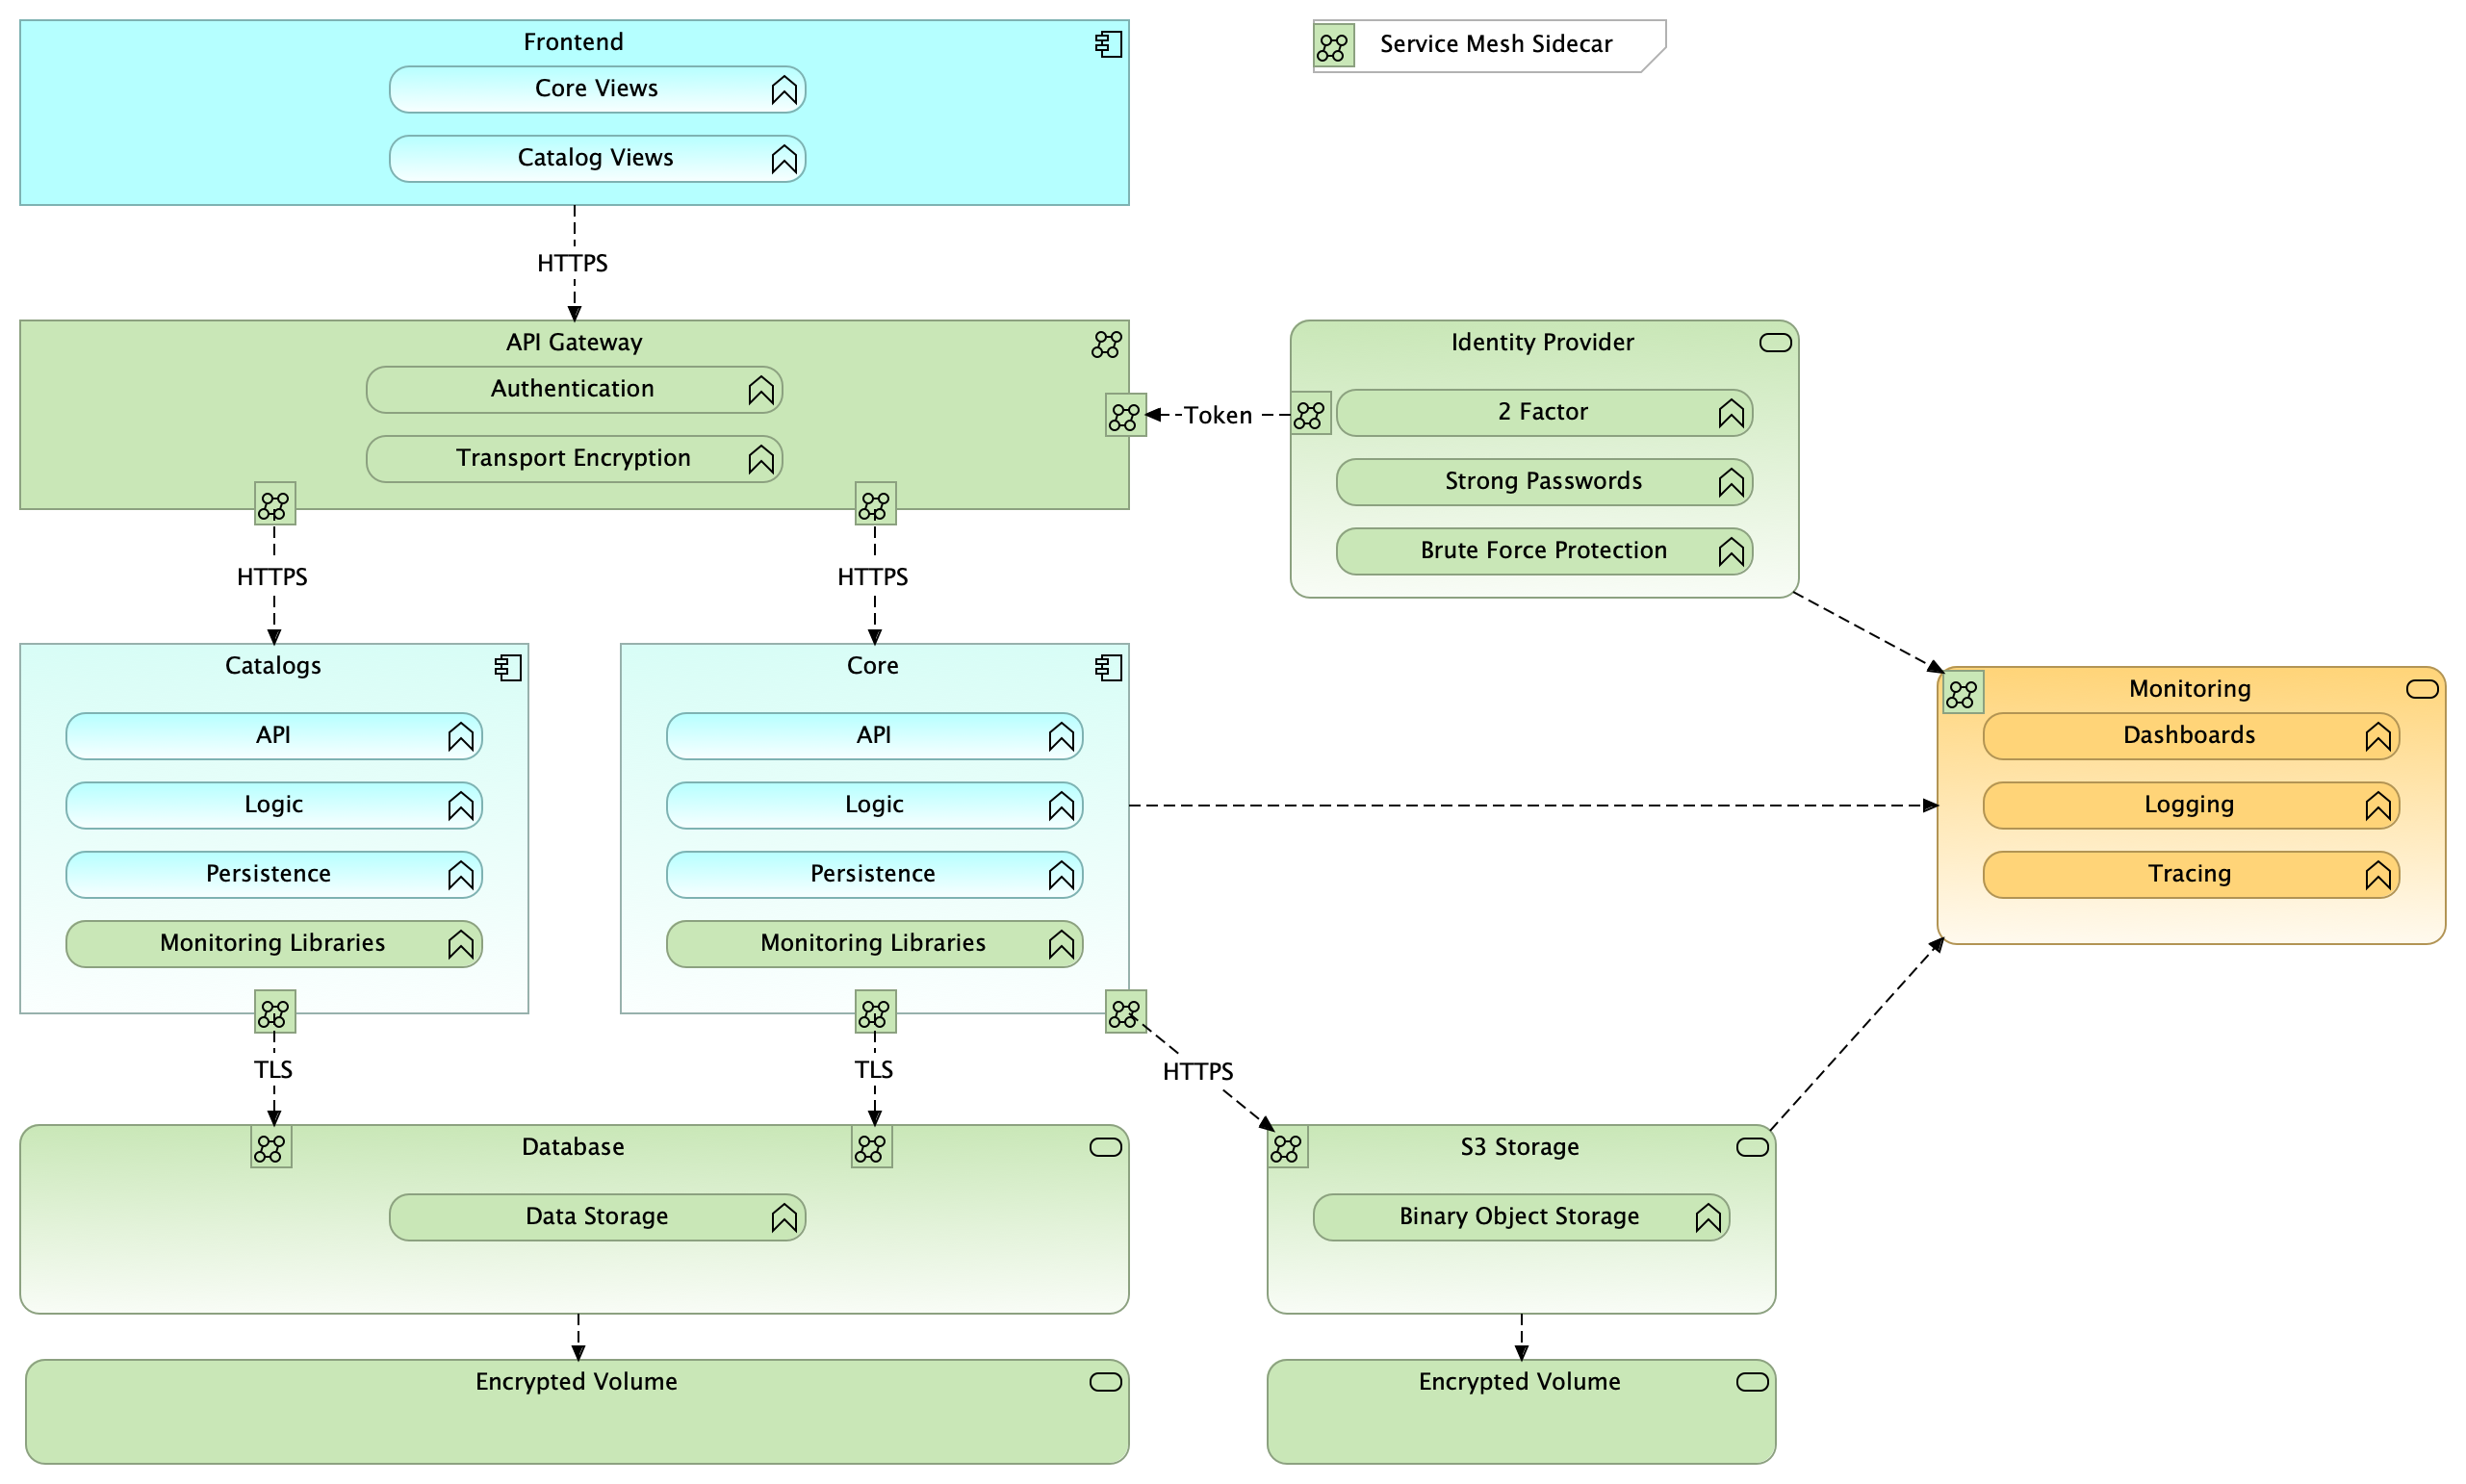 Frontend
Core Views
Catalog Views
Service Mesh Sidecar
HTTPS
API Gateway
Authentication
Transport Encryption
Token
Identity Provider
2 Factor
Strong Passwords
Brute Force Protection
HTTPS
HTTPS
Catalogs
API
Logic
Persistence
Monitoring Libraries
Core
API
Logic
Persistence
Monitoring Libraries
Monitoring
Dashboards
Logging
Tracing
TLS
TLS
HTTPS
Database
Data Storage
S3 Storage
Binary Object Storage
Encrypted Volume
Encrypted Volume